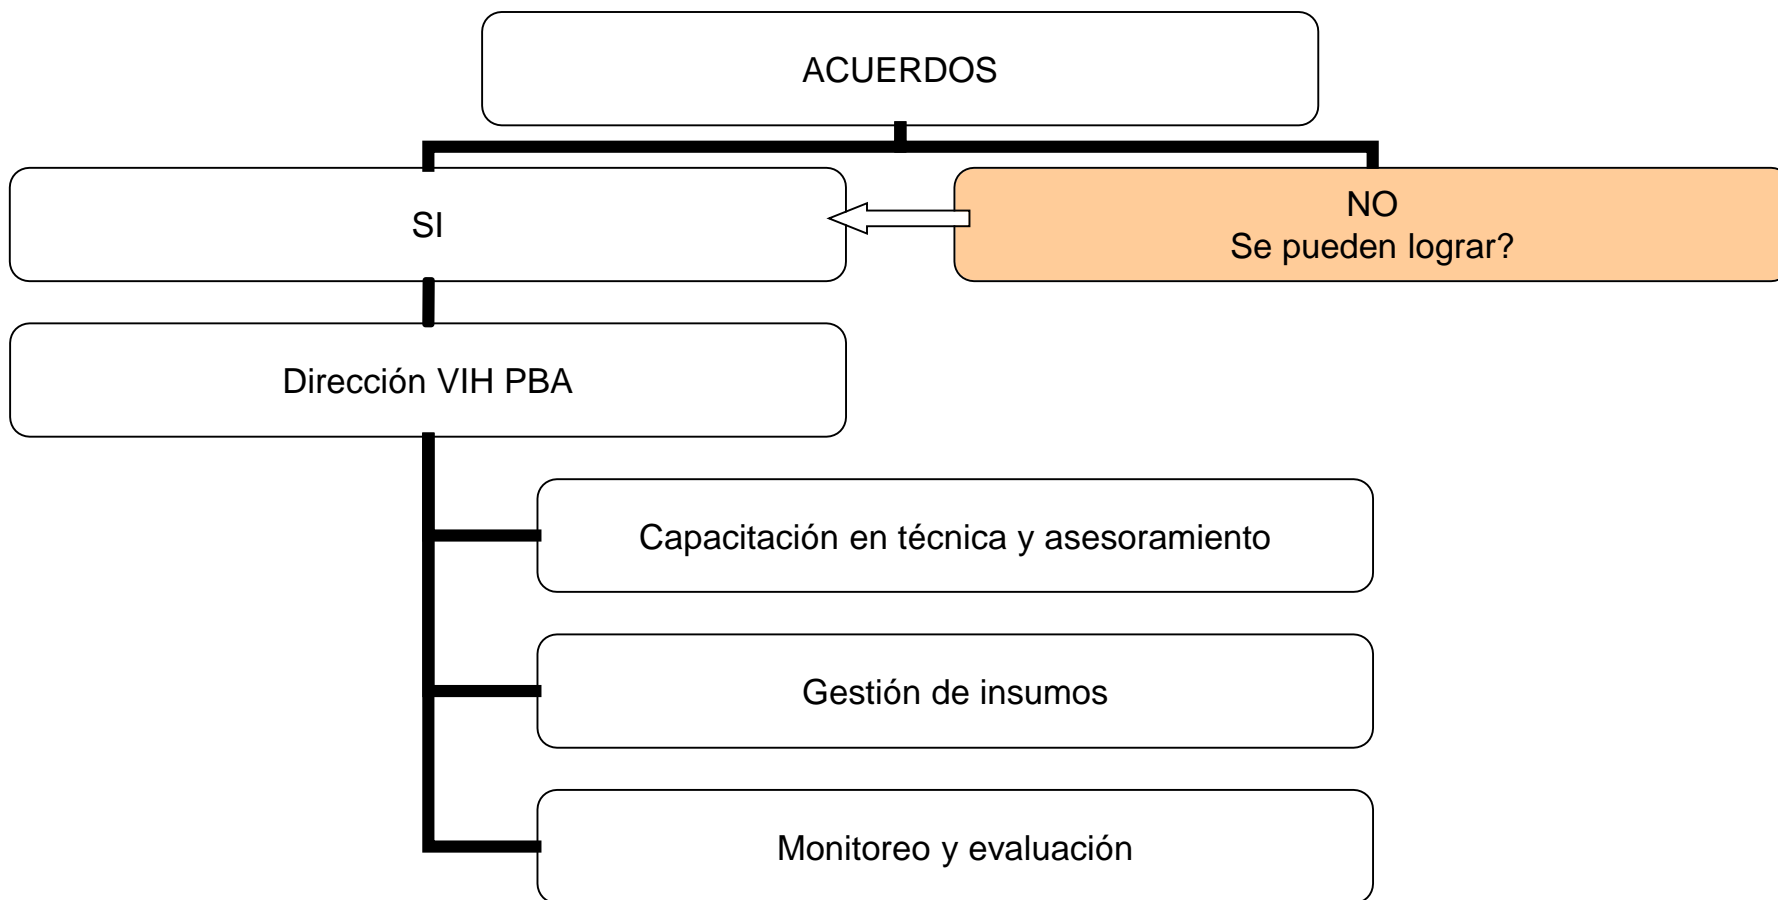 ACUERDOS
SI
NO
Se pueden lograr?
Dirección VIH PBA
Capacitación en técnica y asesoramiento
Gestión de insumos
Monitoreo y evaluación